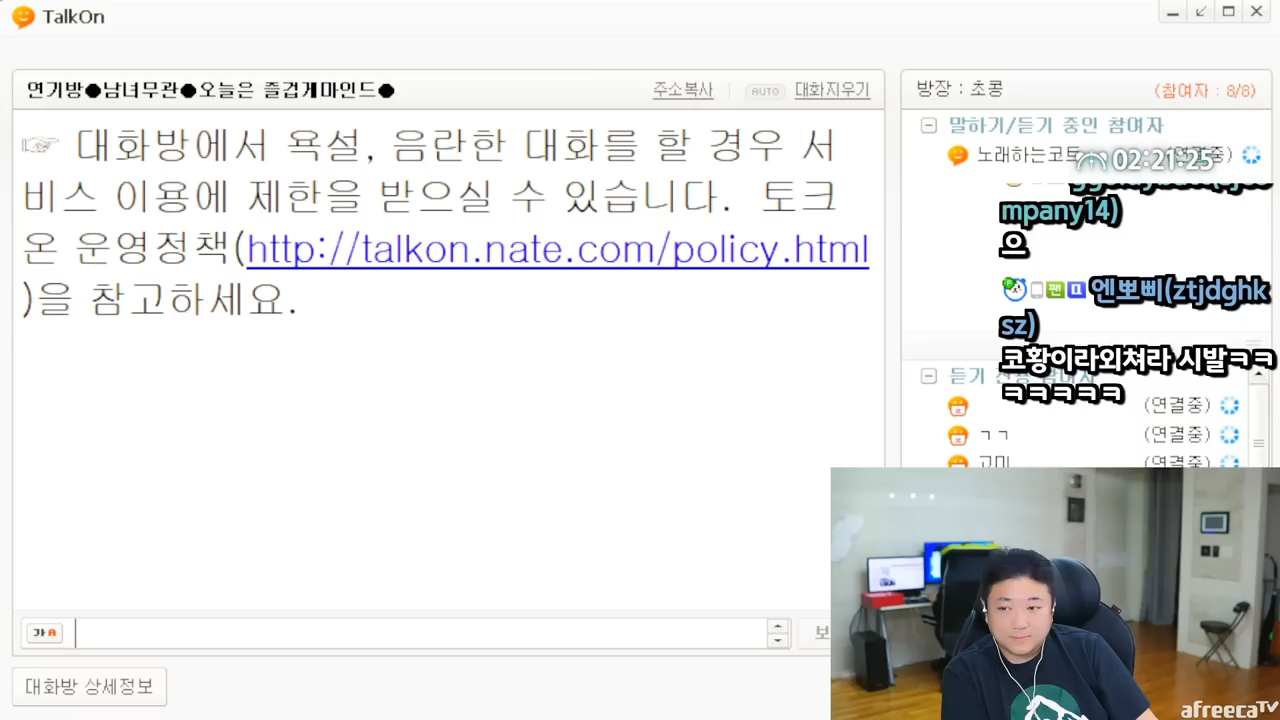 TalkOn
연기방●남녀무관●오늘은 즐겁게마인드●
주소복사
AUTO
대화지우기
☞ 대화방에서 욕설, 음란한 대화를 할 경우 서
비스 이용에 제한을 받으실 수 있습니다. 토크
온 운영정책(http://talkon.nate.com/policy.html
)을 참고하세요.
가A
대화방 상세정보
방장 : 초콩
(참여자 : 8/8)
말하기/듣기 중인 참여자
노래하는코트
02:21:25
mpany14)
으
엔뽀삐(ztjdghk
sz)
코황이라외쳐라 시발ㅋㅋ
ㅋㅋㅋㅋㅋ
듣기
(연결중)
ㄱㄱ
(연결중)
고미
(연결중)
afreecaTV